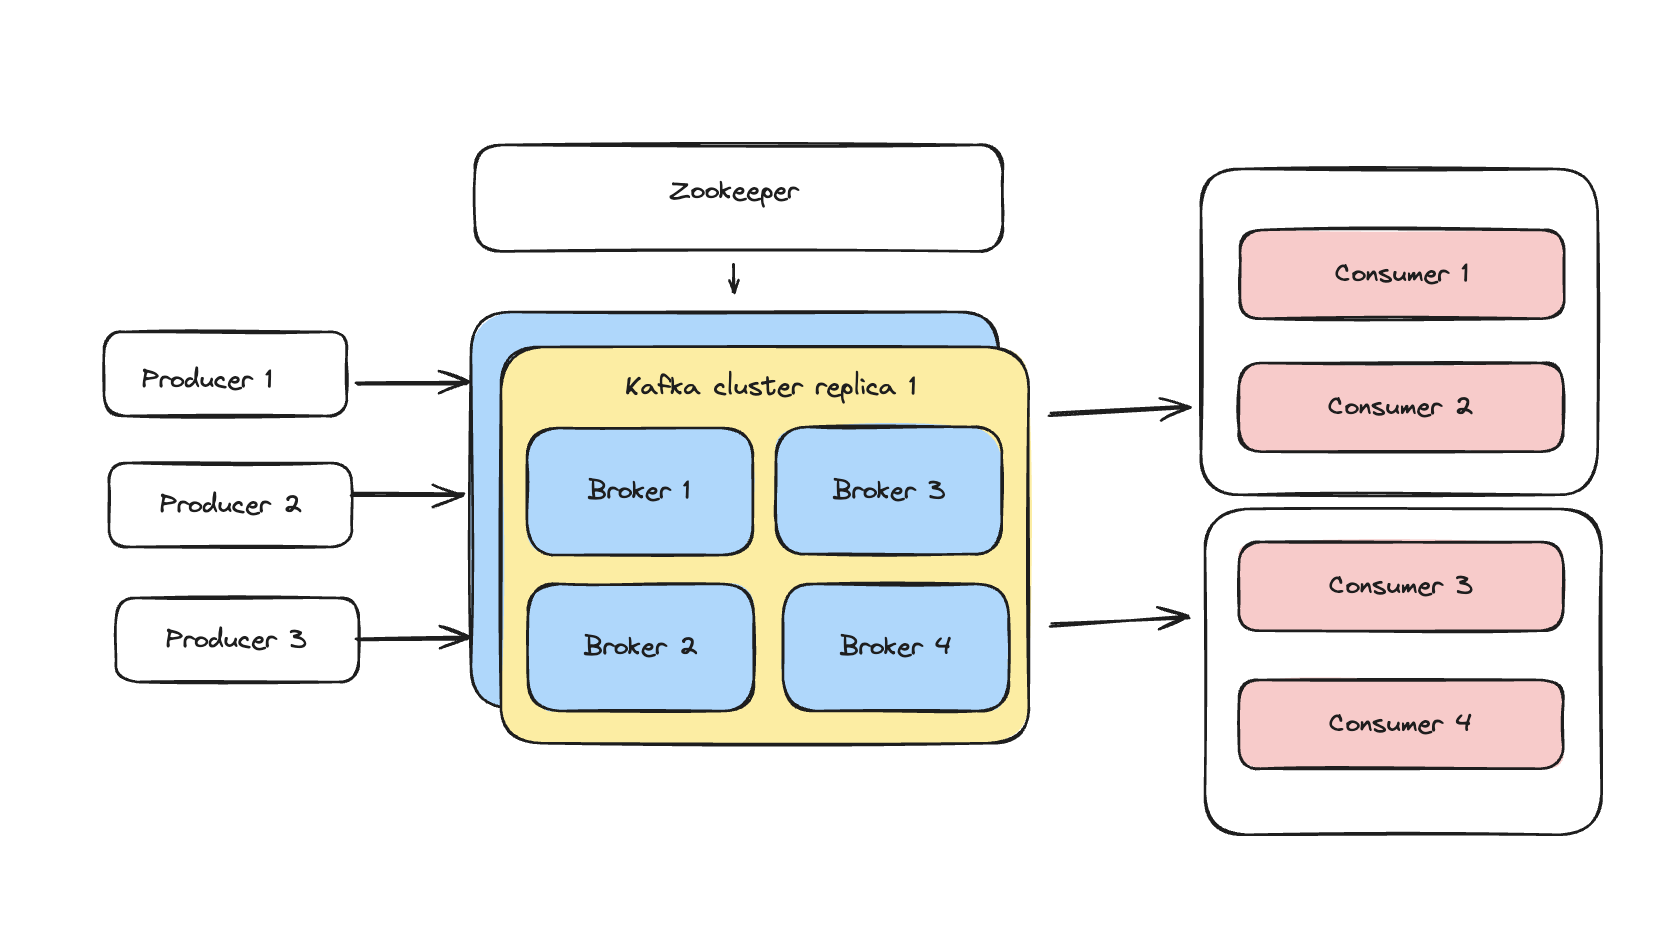 Zookeeper
Producer 1
Producer 2
Producer 3
Kafka cluster replica 1
Broker 1
Broker 3
Broker 2
Broker 4
Consumer 1
Consumer 2
Consumer 3
Consumer 4